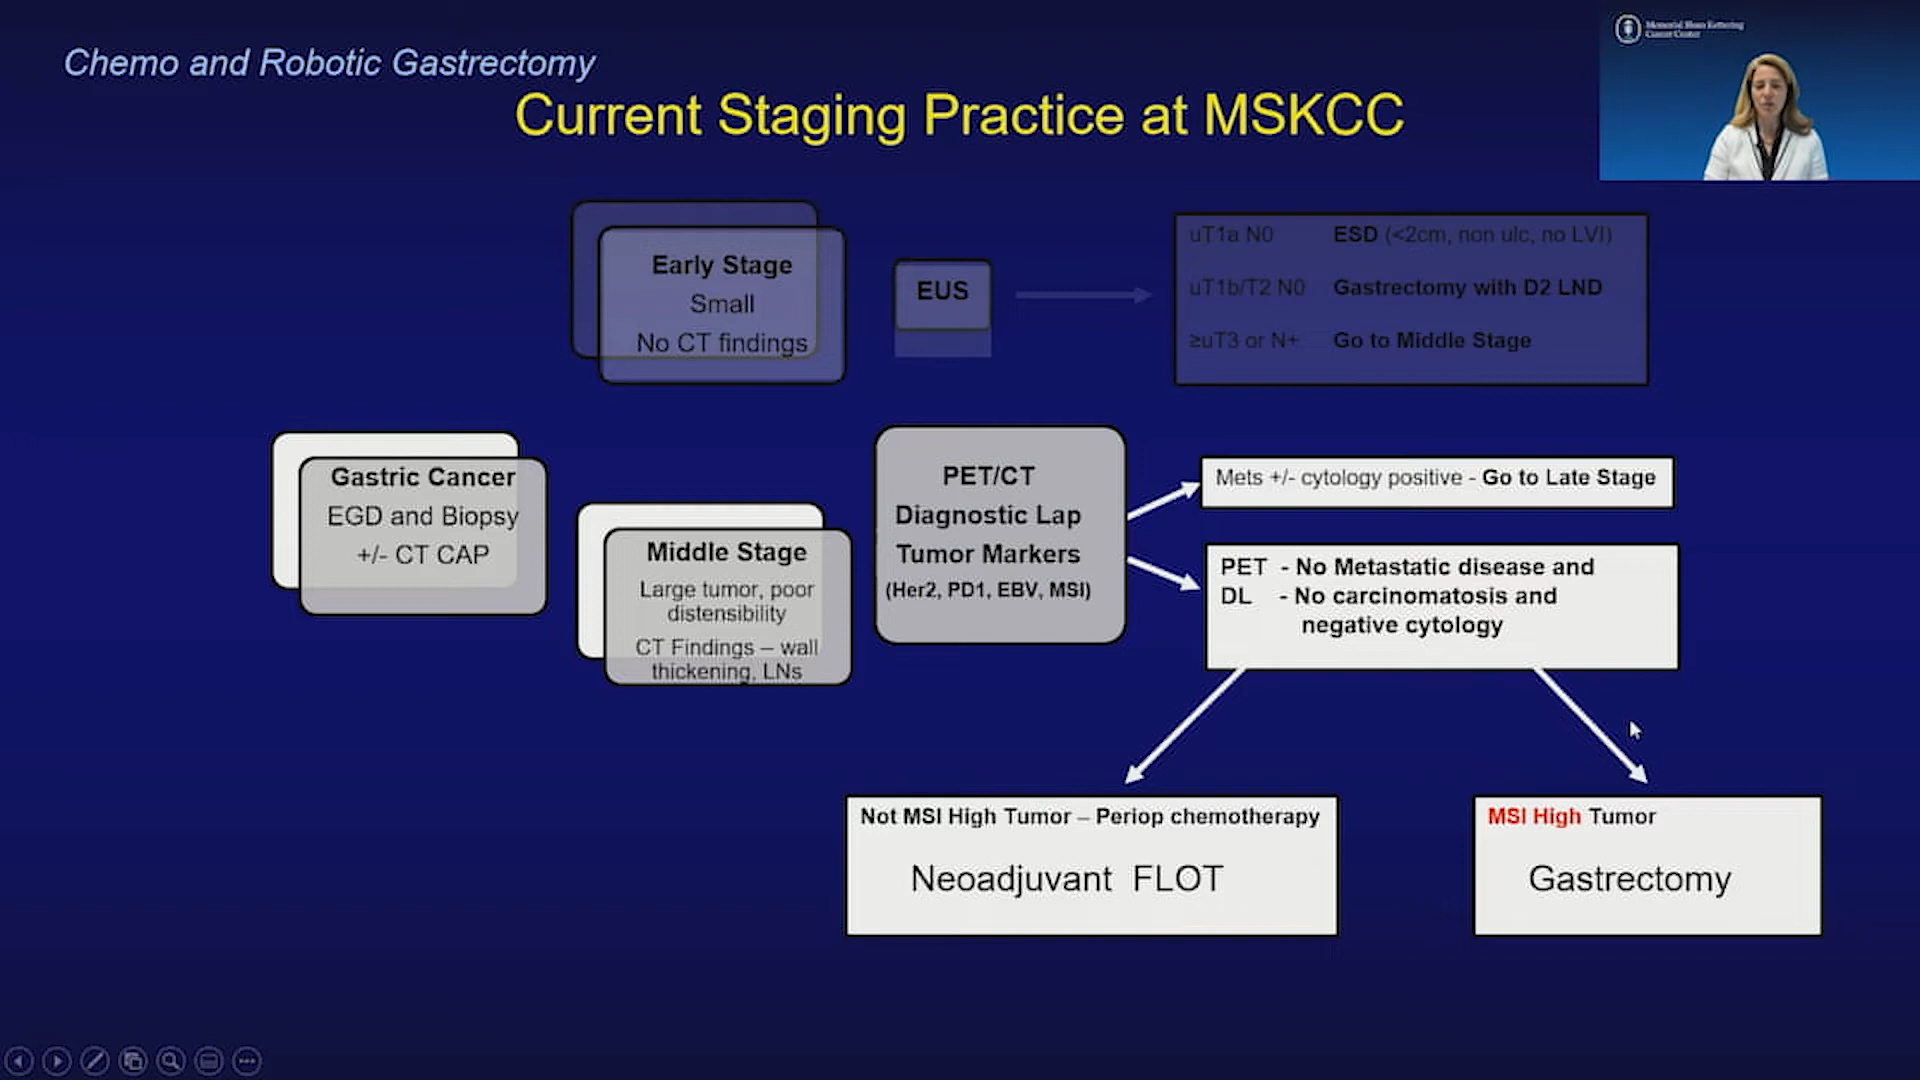 Memorial Sloan Kettering
Cancer Center
Chemo and Robotic Gastrectomy
Current Staging Practice at MSKCC
Early Stage
Small
No CT findings
EUS
uT1a N0 ESD (<2cm, non ulc, no LVI)
uT1b/T2 N0 Gastrectomy with D2 LND
≥uT3 or N+ Go to Middle Stage
Gastric Cancer
EGD and Biopsy
+/- CT CAP
Middle Stage
Large tumor, poor
distensibility
CT Findings – wall
thickening, LNs
PET/CT
Diagnostic Lap
Tumor Markers
(Her2, PD1, EBV, MSI)
Mets +/- cytology positive - Go to Late Stage
PET - No Metastatic disease and
DL - No carcinomatosis and
negative cytology
Not MSI High Tumor – Periop chemotherapy
Neoadjuvant FLOT
MSI High Tumor
Gastrectomy